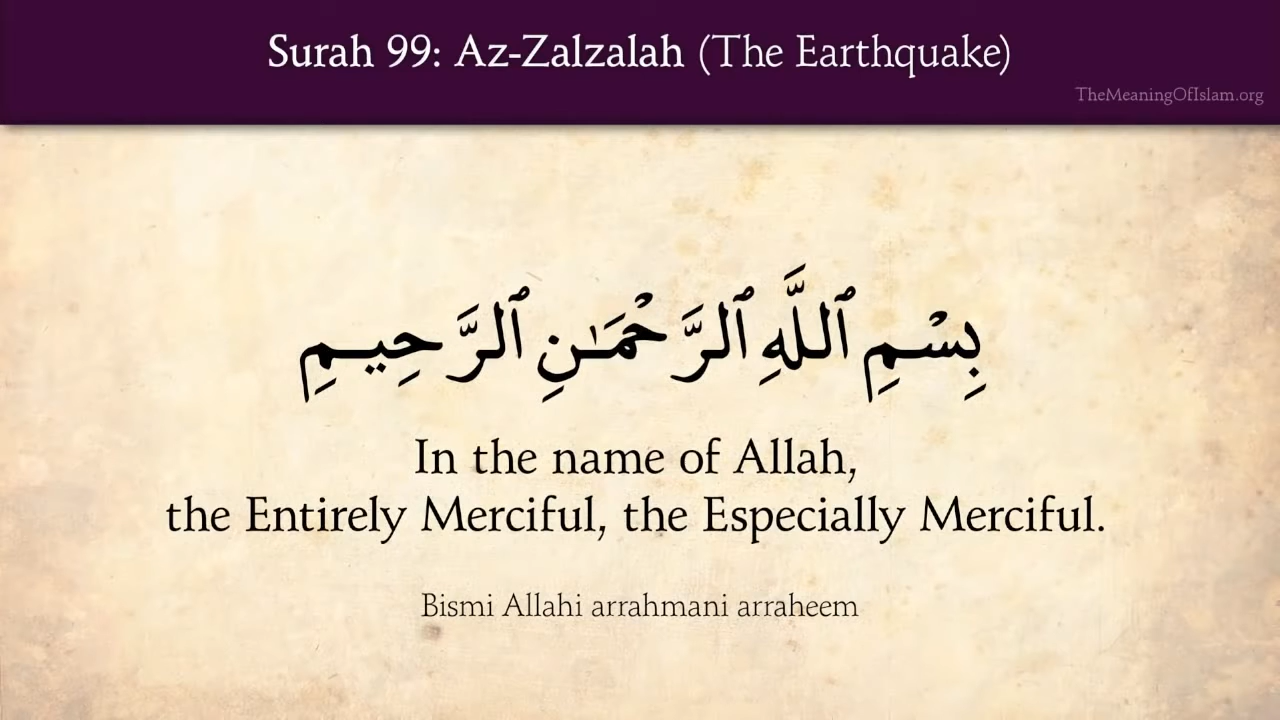 Surah 99: Az-Zalzalah (The Earthquake)
TheMeaningOfIslam.org
بِسْمِ ٱللَّهِ ٱلرَّحْمَـٰنِ ٱلرَّحِيمِ
In the name of Allah,
the Entirely Merciful, the Especially Merciful.
Bismi Allahi arrahmani arraheem